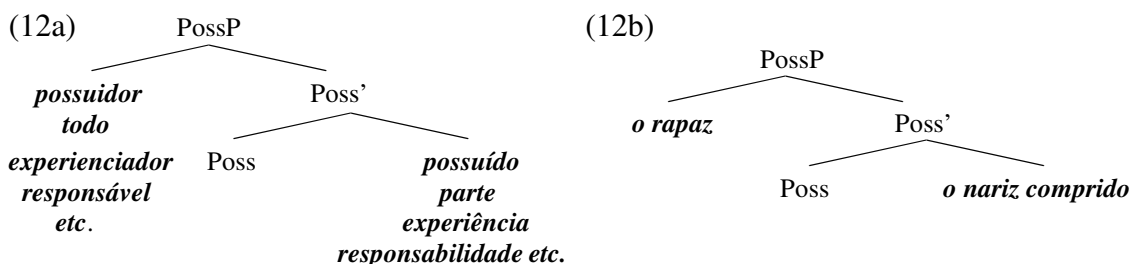 (12a) PossP
possuidor
todo
experienciador
responsável
etc.
Poss’
Poss
possuído
parte
experiência
responsabilidade etc.
(12b)
PossP
o rapaz
Poss’
Poss
o nariz comprido